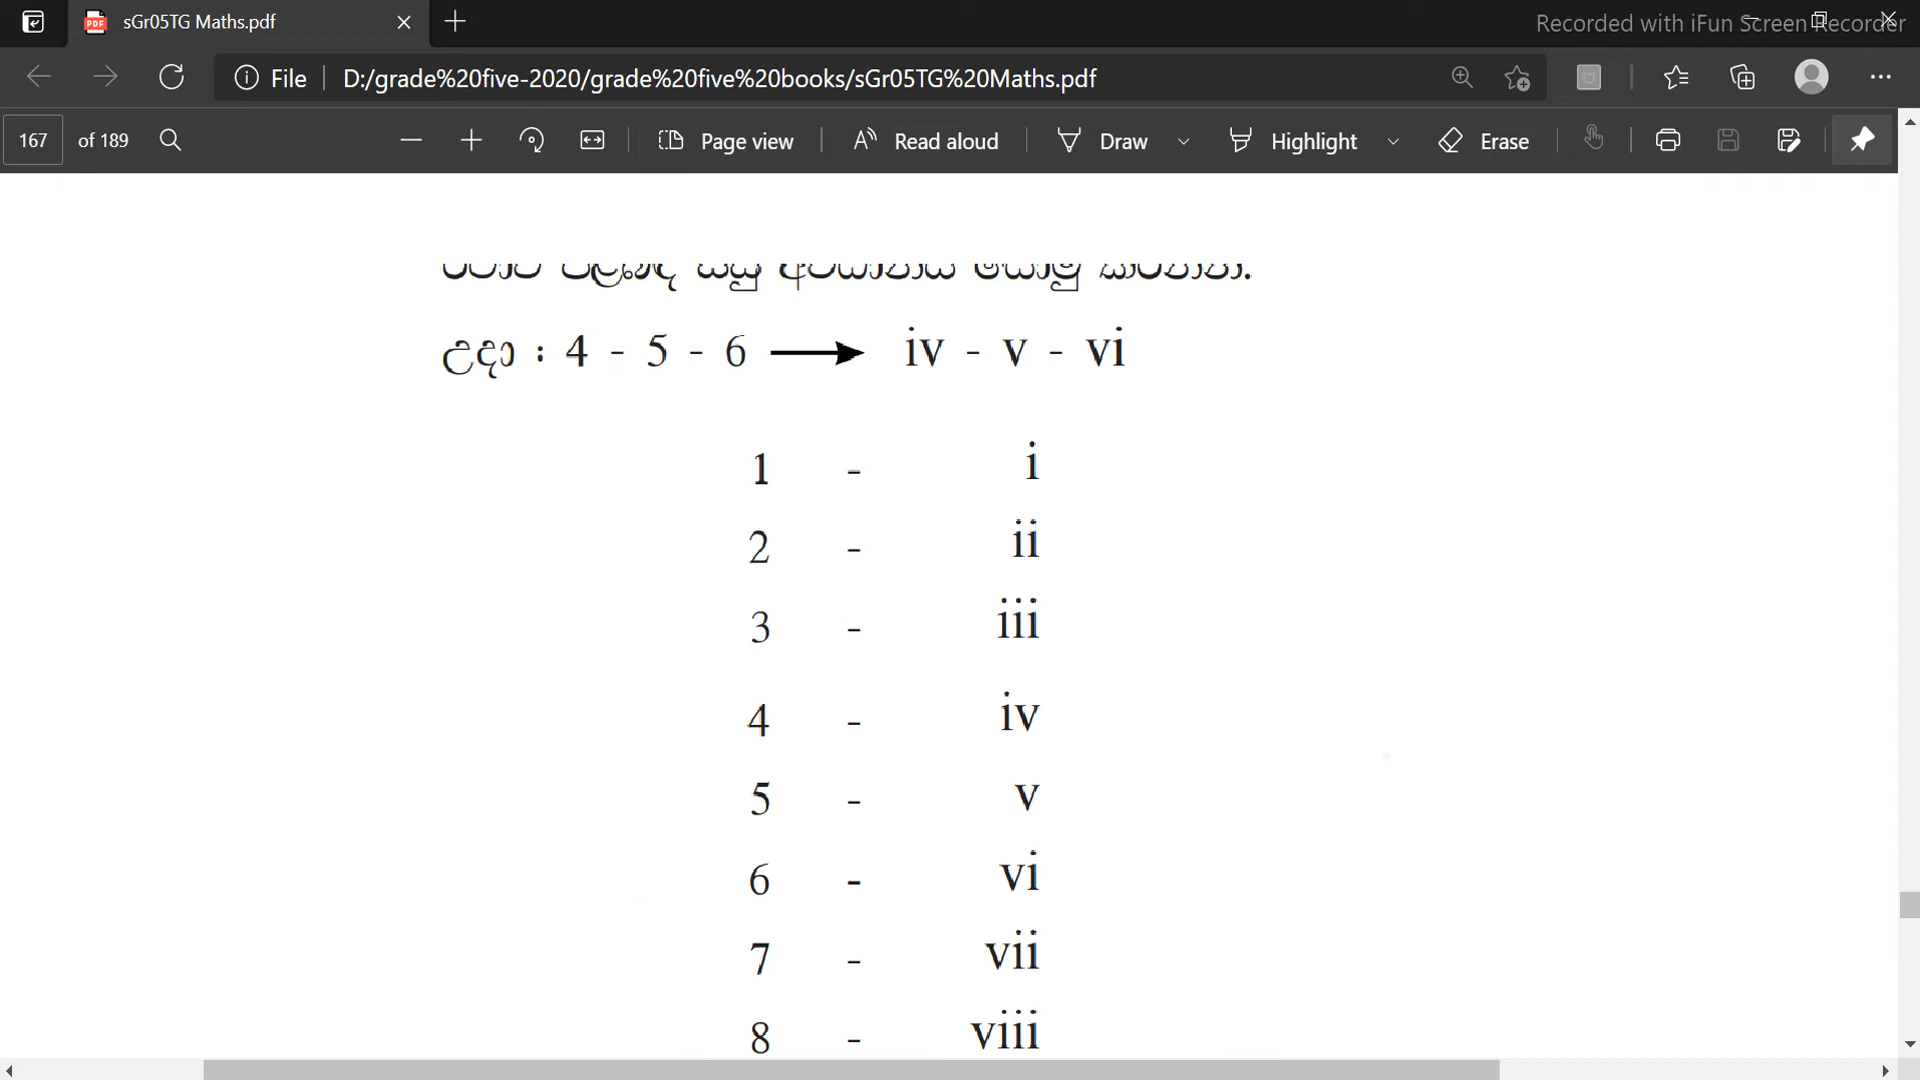 sGr05TG Maths.pdf
Recorded with iFun Screen Recorder
File D:/grade%20five-2020/grade%20five%20books/sGr05TG%20Maths.pdf
167 of 189 Page view Read aloud Draw Highlight Erase
උදා : 4 - 5 - 6 → iv - v - vi
1 - i
2 - ii
3 - iii
4 - iv
5 - v
6 - vi
7 - vii
8 - viii